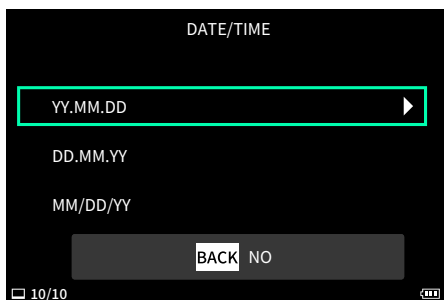 DATE/TIME
YY.MM.DD
DD.MM.YY
MM/DD/YY
BACK NO
10/10